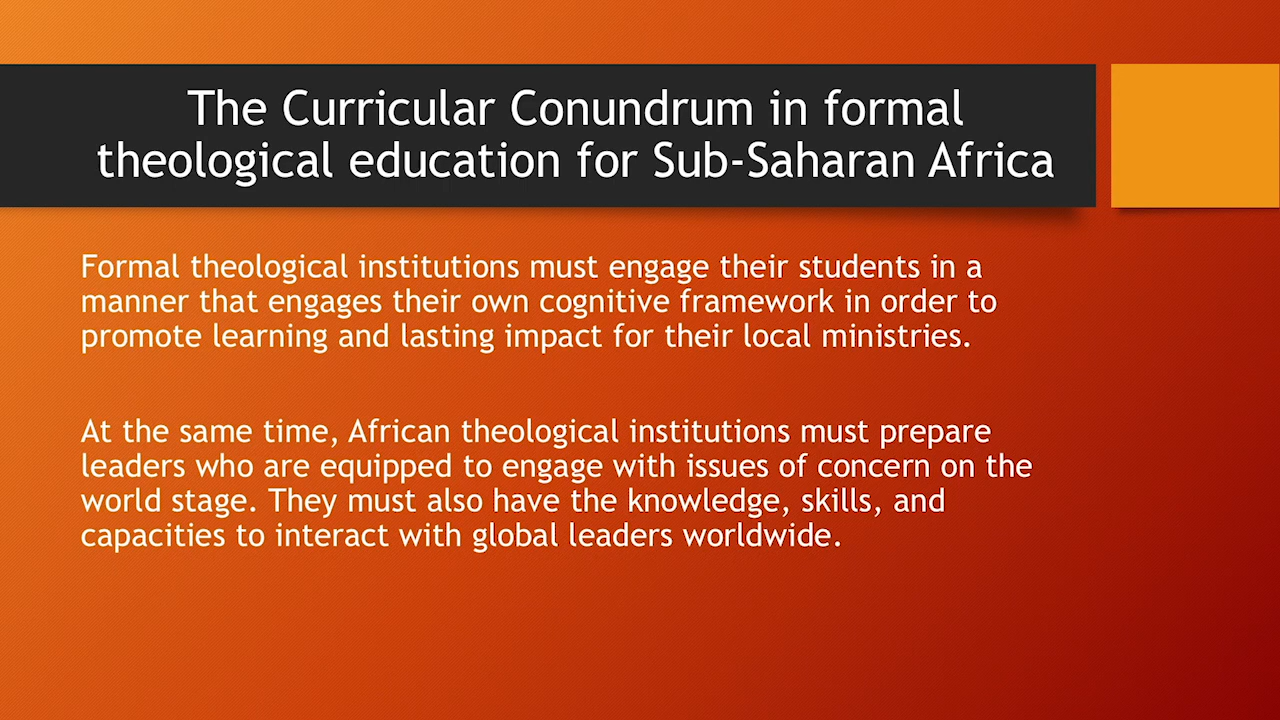 The Curricular Conundrum in formal
theological education for Sub-Saharan Africa
Formal theological institutions must engage their students in a
manner that engages their own cognitive framework in order to
promote learning and lasting impact for their local ministries.
At the same time, African theological institutions must prepare
leaders who are equipped to engage with issues of concern on the
world stage. They must also have the knowledge, skills, and
capacities to interact with global leaders worldwide.